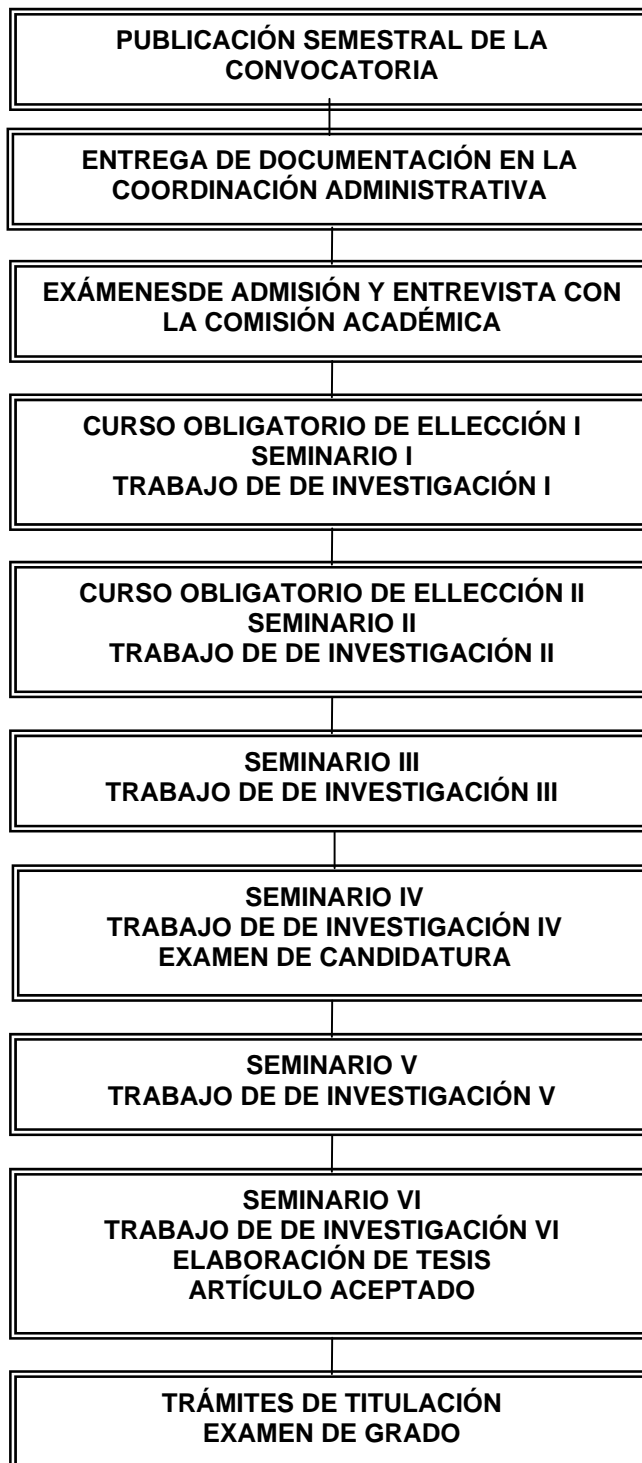 PUBLICACIÓN SEMESTRAL DE LA
CONVOCATORIA
ENTREGA DE DOCUMENTACIÓN EN LA
COORDINACIÓN ADMINISTRATIVA
EXÁMENESDE ADMISIÓN Y ENTREVISTA CON
LA COMISIÓN ACADÉMICA
CURSO OBLIGATORIO DE ELLECCIÓN I
SEMINARIO I
TRABAJO DE DE INVESTIGACIÓN I
CURSO OBLIGATORIO DE ELLECCIÓN II
SEMINARIO II
TRABAJO DE DE INVESTIGACIÓN II
SEMINARIO III
TRABAJO DE DE INVESTIGACIÓN III
SEMINARIO IV
TRABAJO DE DE INVESTIGACIÓN IV
EXAMEN DE CANDIDATURA
SEMINARIO V
TRABAJO DE DE INVESTIGACIÓN V
SEMINARIO VI
TRABAJO DE DE INVESTIGACIÓN VI
ELABORACIÓN DE TESIS
ARTÍCULO ACEPTADO
TRÁMITES DE TITULACIÓN
EXAMEN DE GRADO